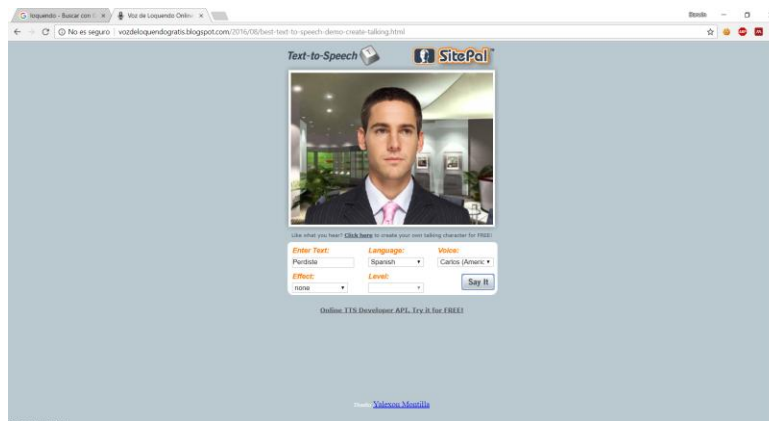 loquendo - Buscar con G
Voz de Loquendo Online
No es seguro | vozdeloquendogratis.blogspot.com/2016/08/best-text-to-speech-demo-create-talking.html
Text-to-Speech
SitePal
Like what you hear? Click here to create your own talking character for FREE!
Enter Text: Language: Voice:
Perdiste Spanish Carlos (Americ
Effect: Level:
none
Say It
Online TTS Developer API. Try it for FREE!
Yalexon Montilla